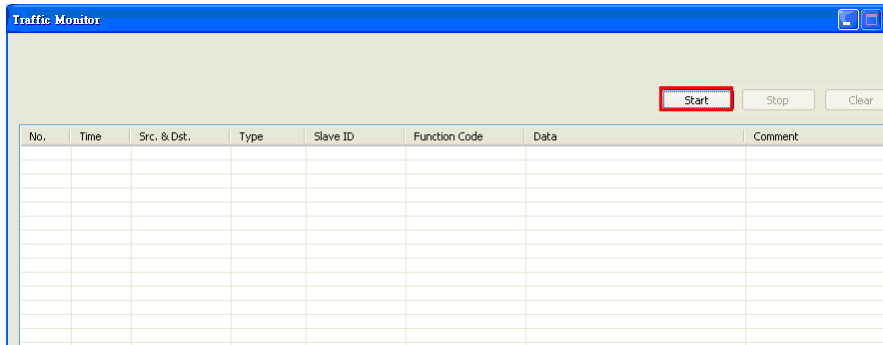 Traffic Monitor
Start Stop Clear
No. Time Src. & Dst. Type Slave ID Function Code Data Comment